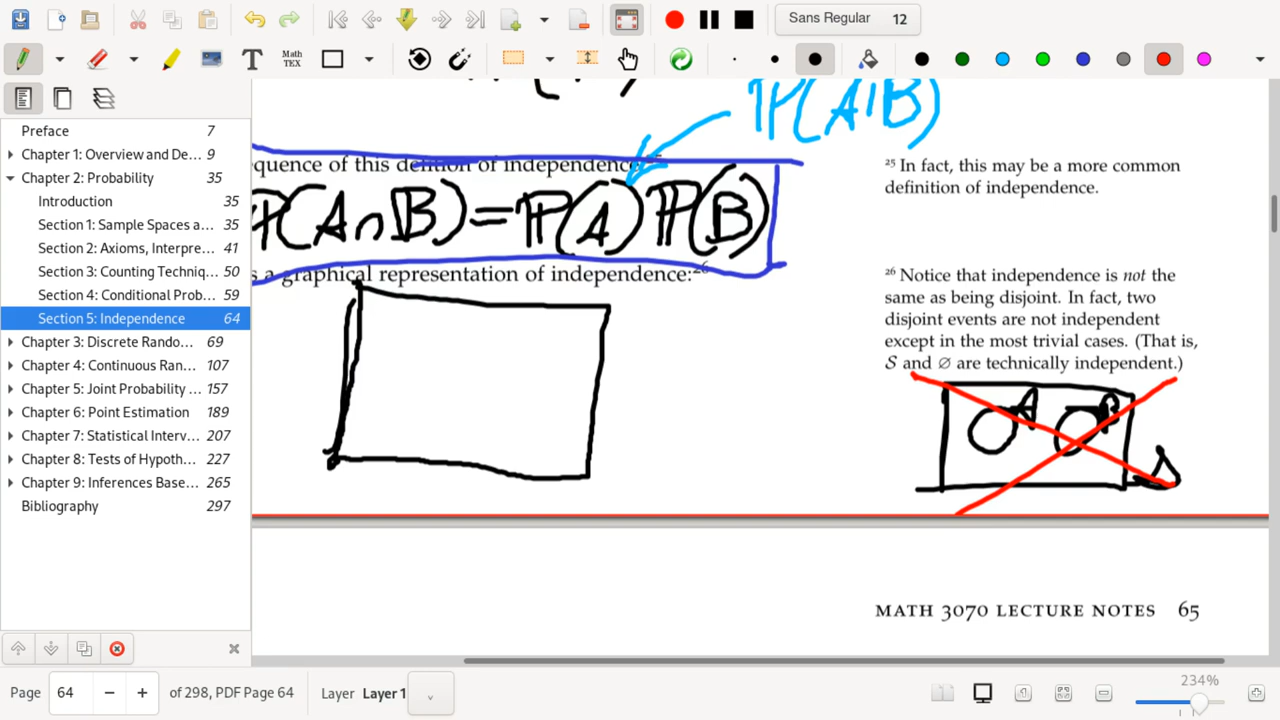 Sans Regular 12
T Math TEX
Preface 7
Chapter 1: Overview and De... 9
Chapter 2: Probability 35
Introduction 35
Section 1: Sample Spaces a... 35
Section 2: Axioms, Interpre... 41
Section 3: Counting Techniq... 50
Section 4: Conditional Prob... 59
Section 5: Independence 64
Chapter 3: Discrete Rando... 69
Chapter 4: Continuous Ran... 107
Chapter 5: Joint Probability ... 157
Chapter 6: Point Estimation 189
Chapter 7: Statistical Interv... 207
Chapter 8: Tests of Hypoth... 227
Chapter 9: Inferences Base... 265
Bibliography 297
ℙ(A|B)
quence of this defition of independence:
ℙ(A∩B)=ℙ(A)ℙ(B)
s a graphical representation of independence:26
25 In fact, this may be a more common
definition of independence.
26 Notice that independence is not the
same as being disjoint. In fact, two
disjoint events are not independent
except in the most trivial cases. (That is,
S and ∅ are technically independent.)
A B
S
MATH 3070 LECTURE NOTES 65
Page 64 of 298, PDF Page 64 Layer Layer 1 234%